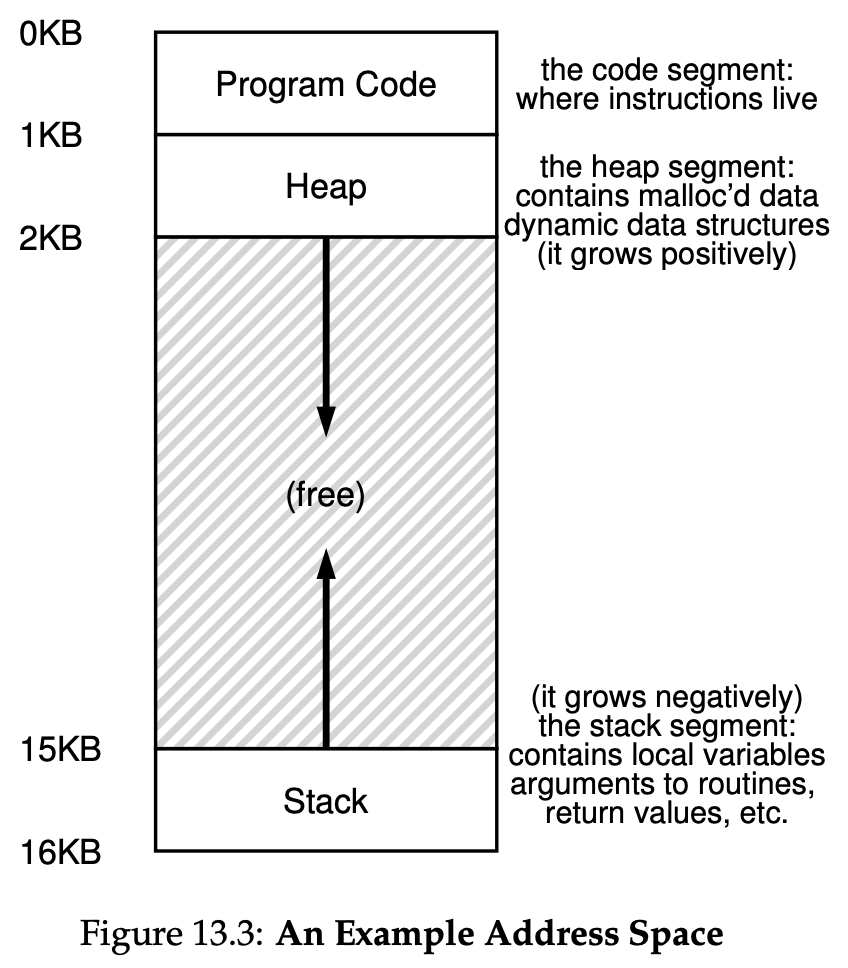 0KB
Program Code
the code segment:
where instructions live
1KB
Heap
the heap segment:
contains malloc'd data
dynamic data structures
(it grows positively)
2KB
(free)
(it grows negatively)
the stack segment:
contains local variables
arguments to routines,
return values, etc.
15KB
Stack
16KB
Figure 13.3: An Example Address Space